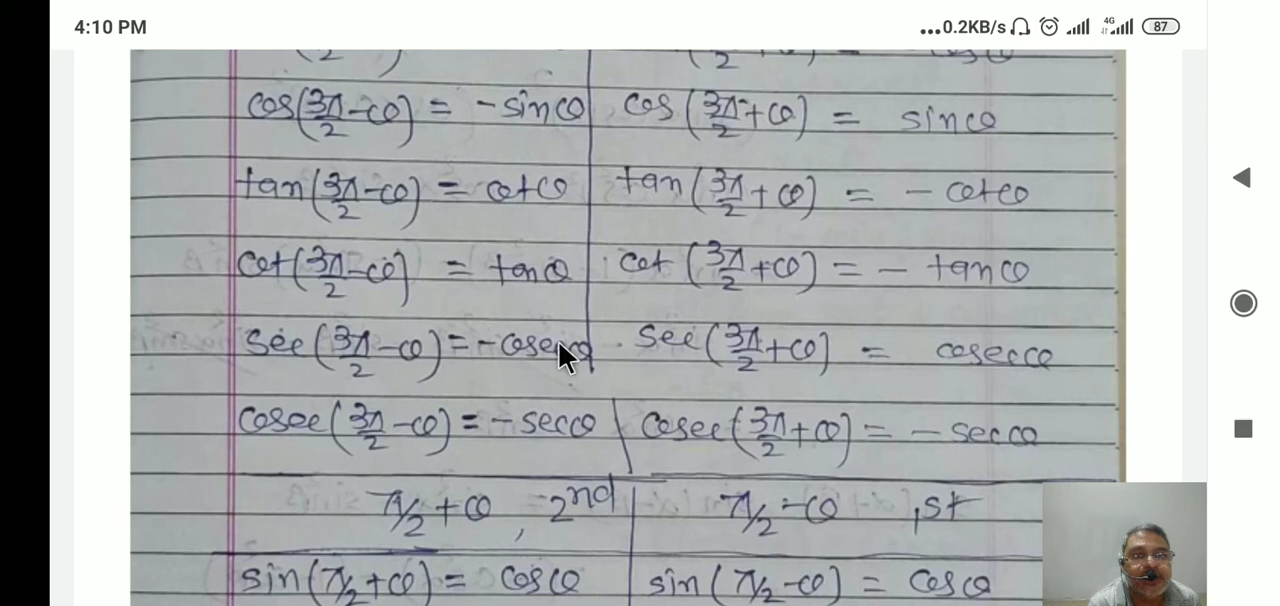 4:10 PM ...0.2KB/s 4G 87
cos(3π/2-θ) = -sinθ cos(3π/2+θ) = sinθ
tan(3π/2-θ) = cotθ tan(3π/2+θ) = - cotθ
cot(3π/2-θ) = tanθ cot(3π/2+θ) = - tanθ
sec(3π/2-θ) = -cosecθ sec(3π/2+θ) = cosecθ
cosec(3π/2-θ) = -secθ cosec(3π/2+θ) = - secθ
π/2+θ , 2nd π/2-θ , 1st
sin(π/2+θ) = cosθ sin(π/2-θ) = cosθ